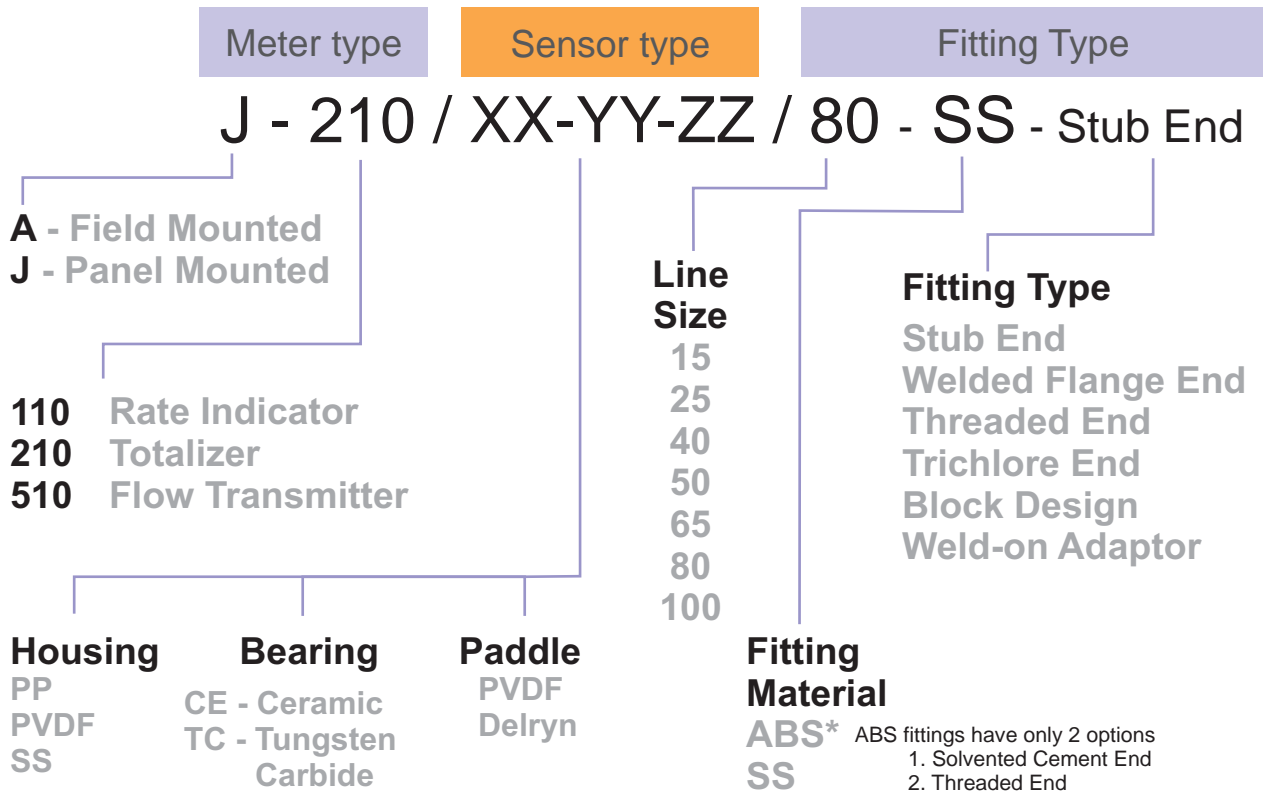 Meter type
Sensor type
Fitting Type
J - 210 / XX-YY-ZZ / 80 - SS - Stub End
A - Field Mounted
J - Panel Mounted
110 Rate Indicator
210 Totalizer
510 Flow Transmitter
Housing
PP
PVDF
SS
Bearing
CE - Ceramic
TC - Tungsten
Carbide
Paddle
PVDF
Delryn
Line
Size
15
25
40
50
65
80
100
Fitting
Material
ABS*
SS
ABS fittings have only 2 options
1. Solvented Cement End
2. Threaded End
Fitting Type
Stub End
Welded Flange End
Threaded End
Trichlore End
Block Design
Weld-on Adaptor